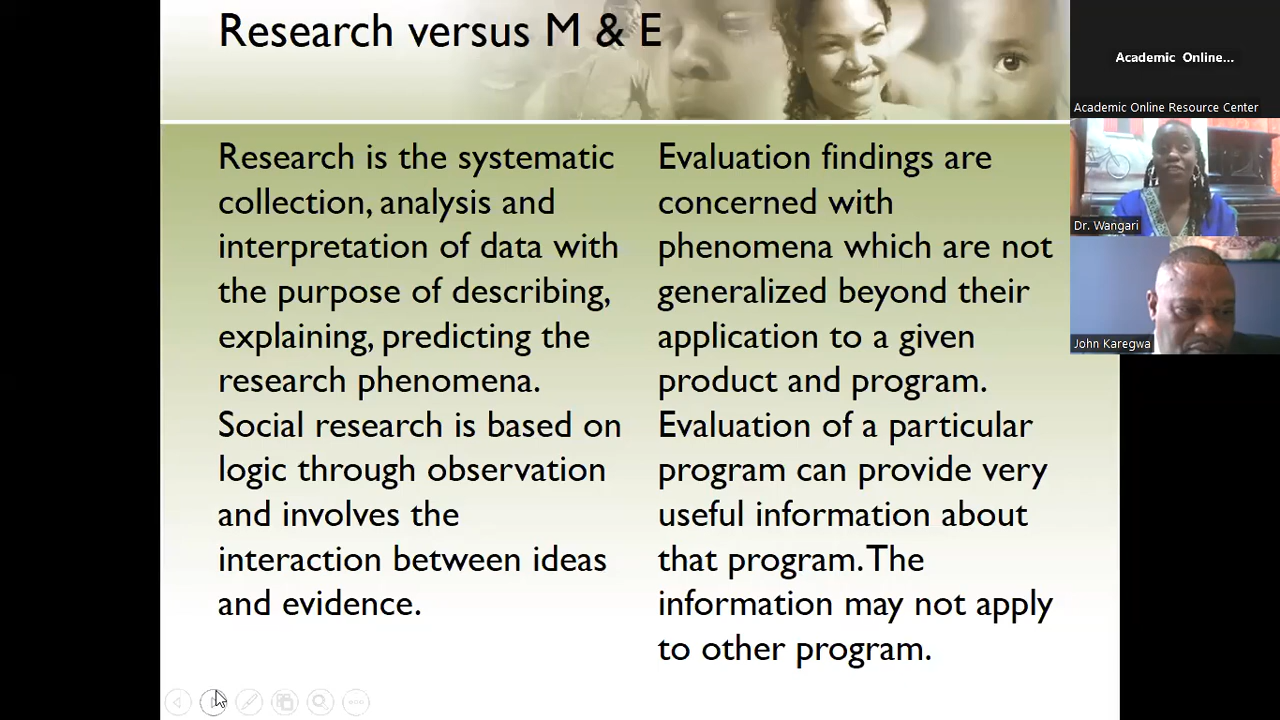 Research versus M & E
Research is the systematic
collection, analysis and
interpretation of data with
the purpose of describing,
explaining, predicting the
research phenomena.
Social research is based on
logic through observation
and involves the
interaction between ideas
and evidence.
Evaluation findings are
concerned with
phenomena which are not
generalized beyond their
application to a given
product and program.
Evaluation of a particular
program can provide very
useful information about
that program. The
information may not apply
to other program.
Academic Online...
Academic Online Resource Center
Dr. Wangari
John Karegwa